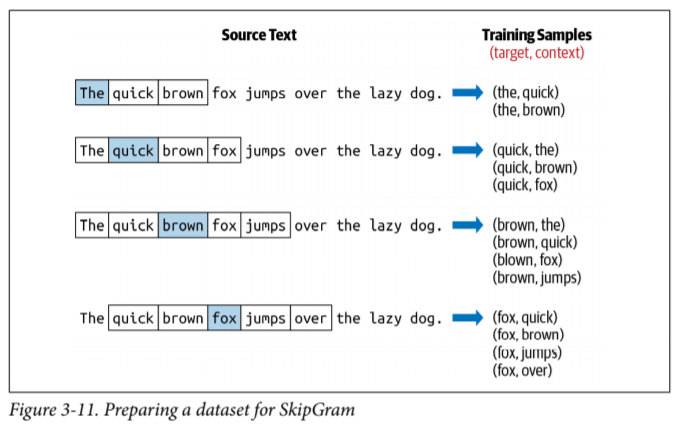 Source Text
Training Samples
(target, context)
The quick brown fox jumps over the lazy dog.
(the, quick)
(the, brown)
The quick brown fox jumps over the lazy dog.
(quick, the)
(quick, brown)
(quick, fox)
The quick brown fox jumps over the lazy dog.
(brown, the)
(brown, quick)
(blown, fox)
(brown, jumps)
The quick brown fox jumps over the lazy dog.
(fox, quick)
(fox, brown)
(fox, jumps)
(fox, over)
Figure 3-11. Preparing a dataset for SkipGram